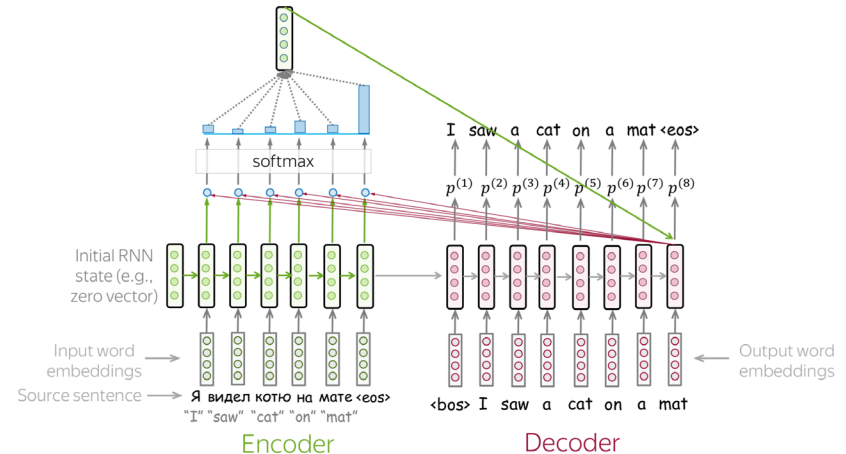 I saw a cat on a mat <eos>
softmax
p(1) p(2) p(3) p(4) p(5) p(6) p(7) p(8)
Initial RNN
state (e.g.,
zero vector)
Input word
embeddings
Output word
embeddings
Source sentence
Я видел котю на мате <eos>
"I" "saw" "cat" "on" "mat"
<bos> I saw a cat on a mat
Encoder
Decoder